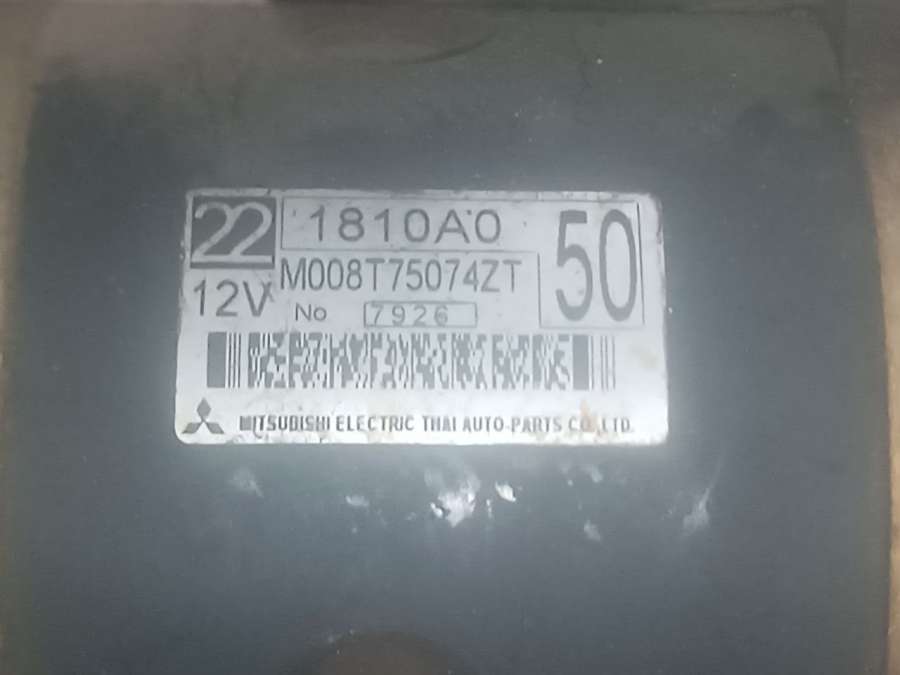 22 1810A0 50
M008T75074ZT
12V No 7926
MITSUBISHI ELECTRIC THAI AUTO-PARTS CO.,LTD.